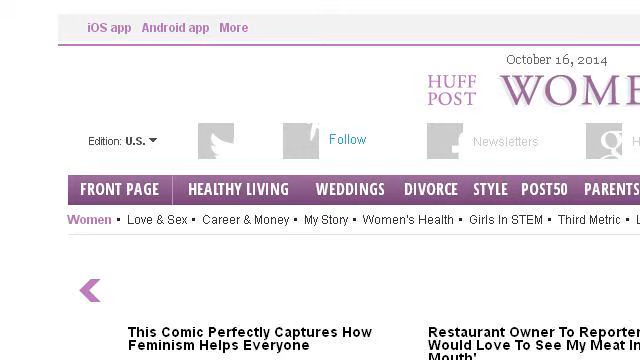 iOS app Android app More
October 16, 2014
HUFF
POST
Edition: U.S.
Follow
Newsletters
FRONT PAGE HEALTHY LIVING WEDDINGS DIVORCE STYLE POST50 PARENTS
Women • Love & Sex • Career & Money • My Story • Women's Health • Girls In STEM • Third Metric •
This Comic Perfectly Captures How
Feminism Helps Everyone
Restaurant Owner To Reporter
Would Love To See My Meat In
Mouth'